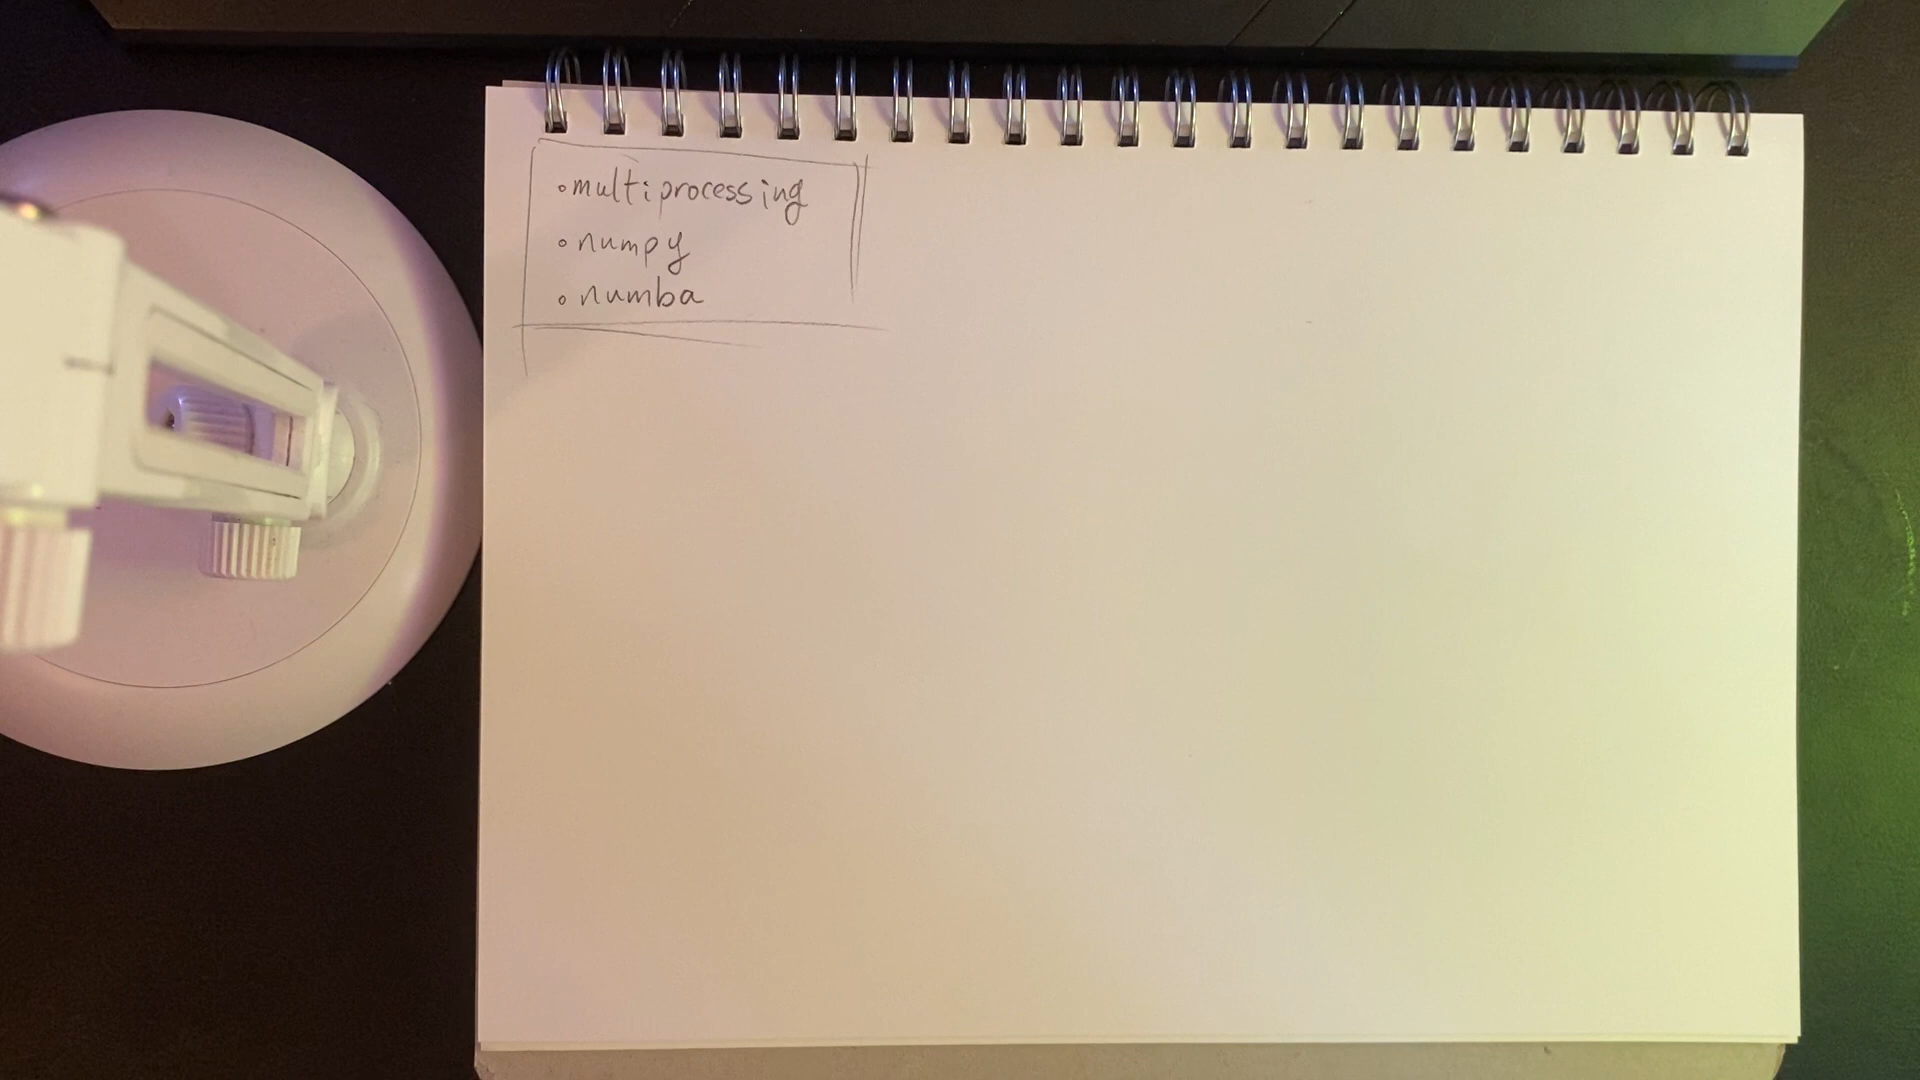 ◦ multiprocessing
◦ numpy
◦ numba